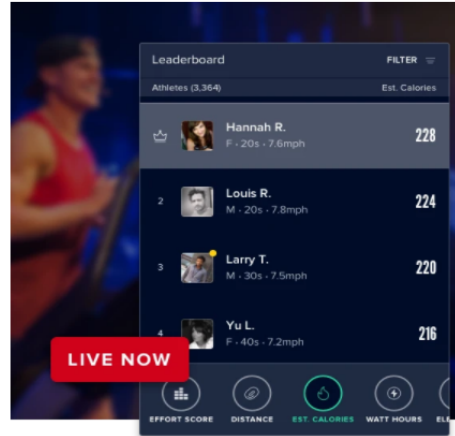 Leaderboard FILTER
Athletes (3,364) Est. Calories
Hannah R.
F · 20s · 7.6mph
228
2
Louis R.
M · 20s · 7.8mph
224
3
Larry T.
M · 30s · 7.5mph
220
4
Yu L.
F · 40s · 7.2mph
216
LIVE NOW
EFFORT SCORE DISTANCE EST. CALORIES WATT HOURS